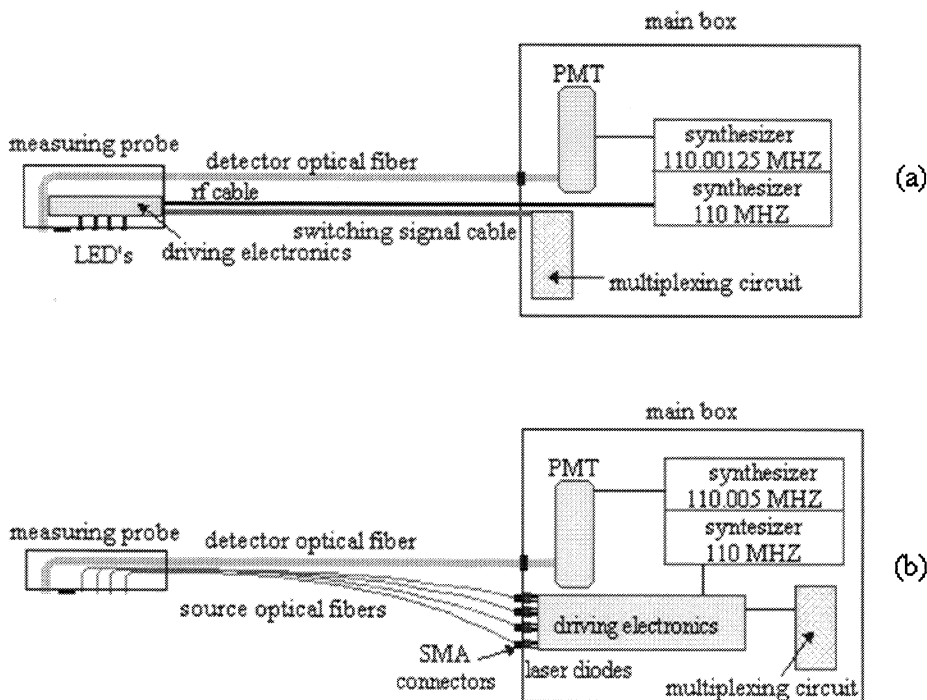 main box
PMT
synthesizer
110.00125 MHZ
synthesizer
110 MHZ
measuring probe
detector optical fiber
rf cable
switching signal cable
LED's
driving electronics
multiplexing circuit
(a)
main box
PMT
synthesizer
110.005 MHZ
syntesizer
110 MHZ
measuring probe
detector optical fiber
source optical fibers
driving electronics
SMA
connectors
laser diodes
multiplexing circuit
(b)